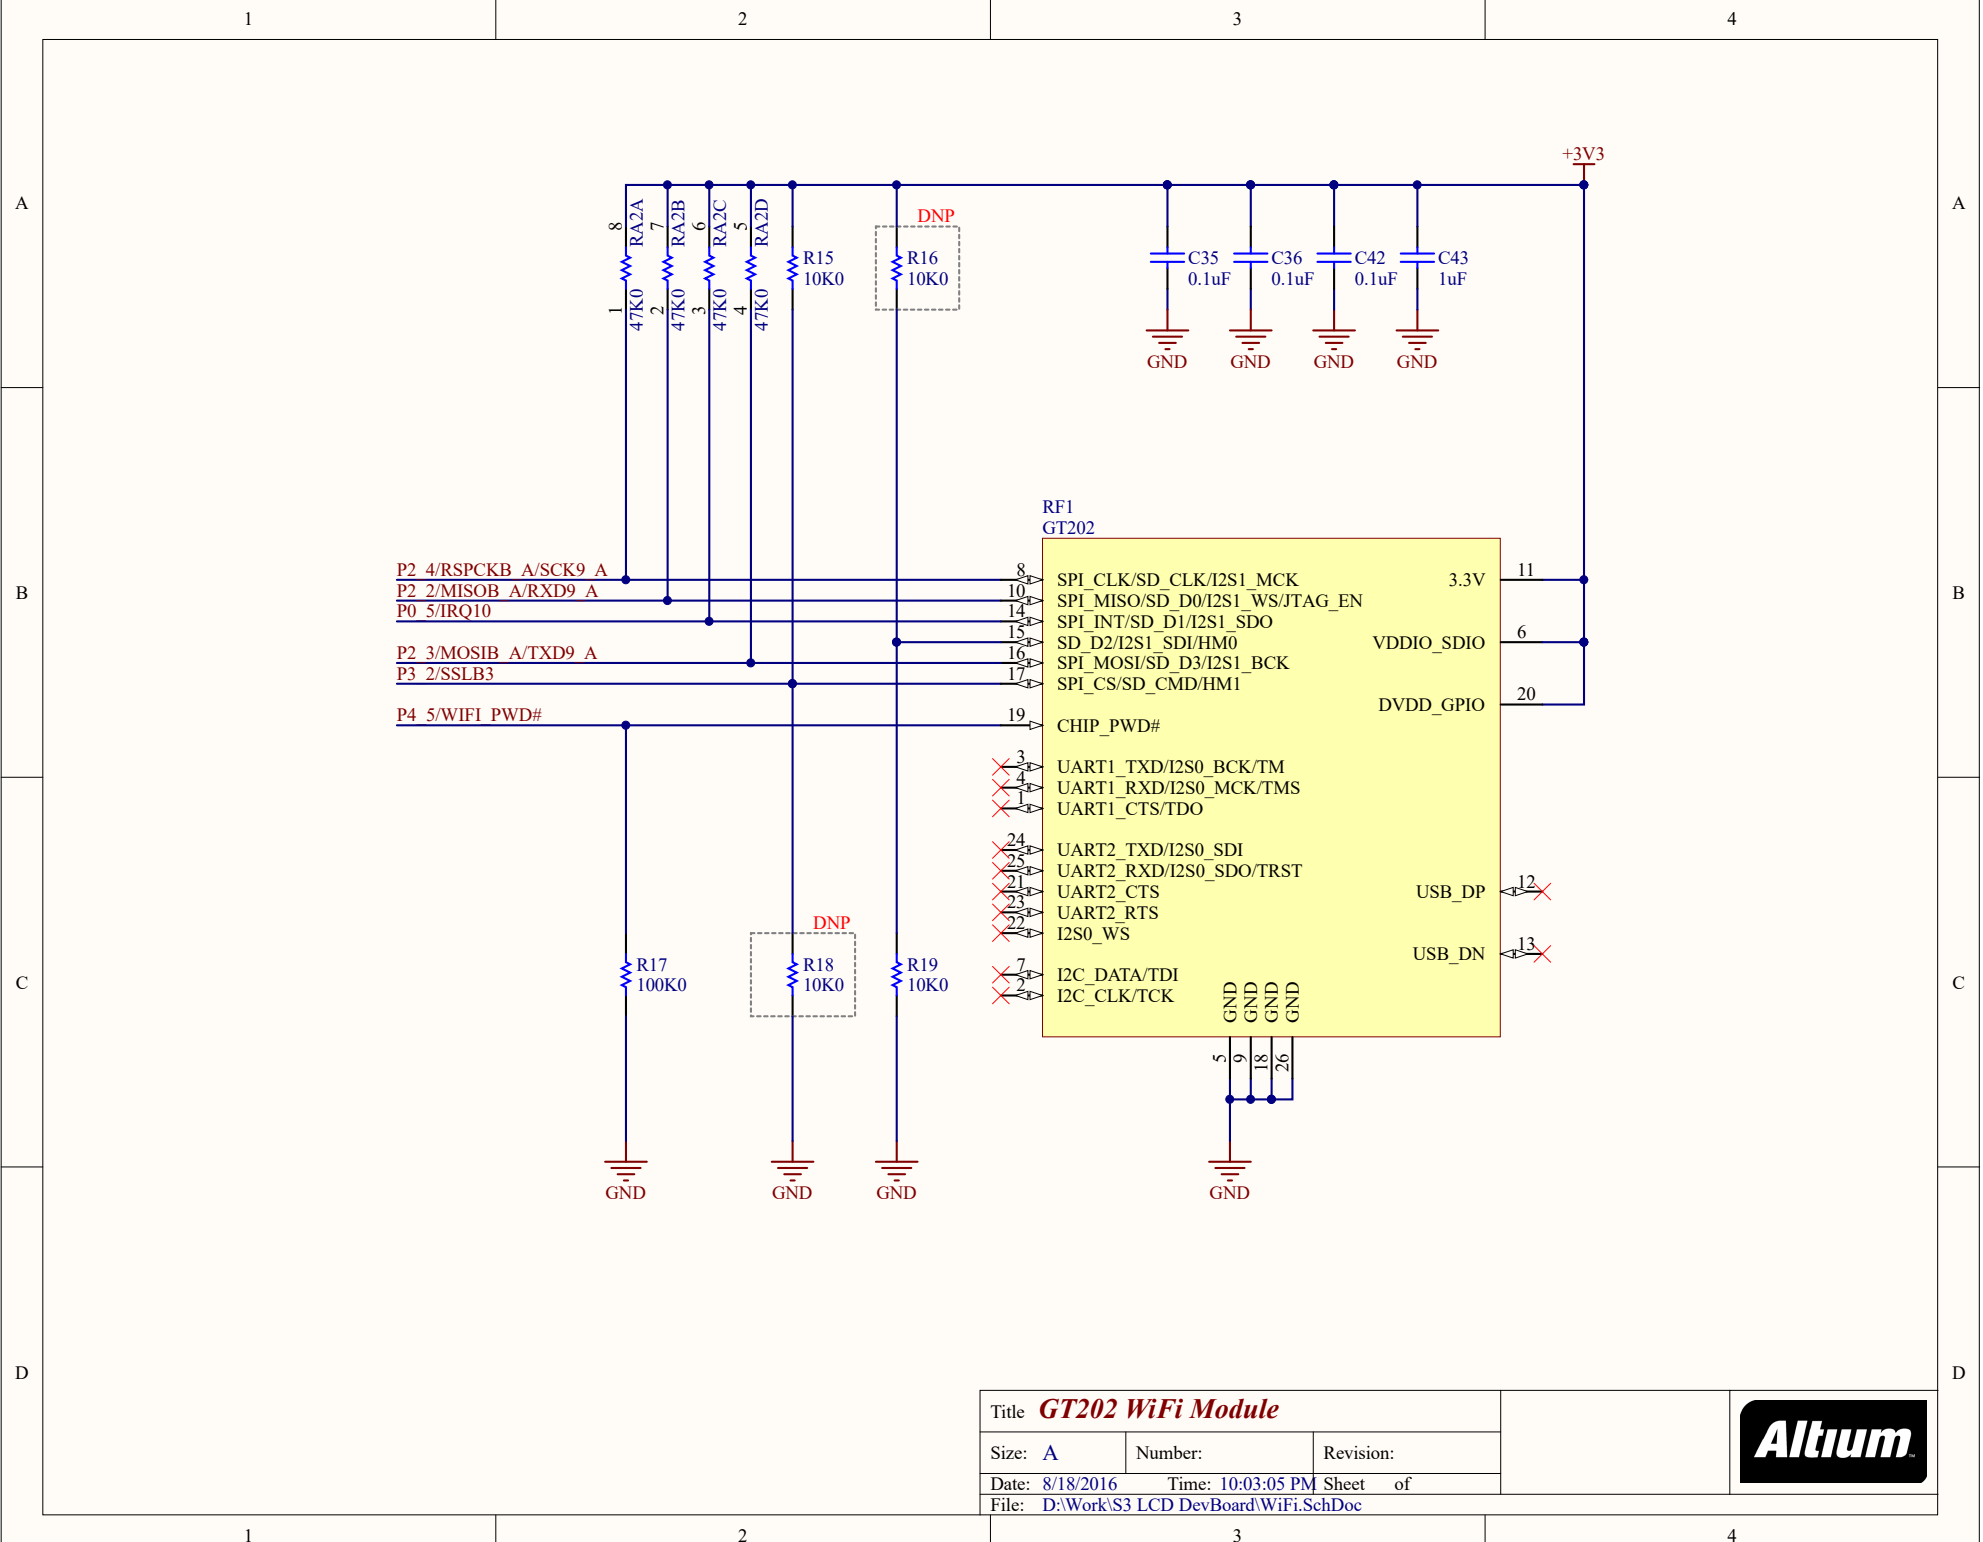 1 2 3 4
A A
B B
C C
D D
+3V3
8 RA2A 1 47K0
7 RA2B 2 47K0
6 RA2C 3 47K0
5 RA2D 4 47K0
R15
10K0
DNP
R16
10K0
C35
0.1uF
GND
C36
0.1uF
GND
C42
0.1uF
GND
C43
1uF
GND
RF1
GT202
P2_4/RSPCKB_A/SCK9_A
P2_2/MISOB_A/RXD9_A
P0_5/IRQ10
P2_3/MOSIB_A/TXD9_A
P3_2/SSLB3
P4_5/WIFI_PWD#
8 SPI_CLK/SD_CLK/I2S1_MCK
10 SPI_MISO/SD_D0/I2S1_WS/JTAG_EN
14 SPI_INT/SD_D1/I2S1_SDO
15 SD_D2/I2S1_SDI/HM0
16 SPI_MOSI/SD_D3/I2S1_BCK
17 SPI_CS/SD_CMD/HM1
19 CHIP_PWD#
3 UART1_TXD/I2S0_BCK/TM
4 UART1_RXD/I2S0_MCK/TMS
1 UART1_CTS/TDO
24 UART2_TXD/I2S0_SDI
25 UART2_RXD/I2S0_SDO/TRST
21 UART2_CTS
23 UART2_RTS
22 I2S0_WS
7 I2C_DATA/TDI
2 I2C_CLK/TCK
3.3V 11
VDDIO_SDIO 6
DVDD_GPIO 20
USB_DP 12
USB_DN 13
GND GND GND GND
5 9 18 26
GND
R17
100K0
GND
DNP
R18
10K0
GND
R19
10K0
GND
Title GT202 WiFi Module
Size: A Number: Revision:
Date: 8/18/2016 Time: 10:03:05 PM Sheet of
File: D:\Work\S3 LCD DevBoard\WiFi.SchDoc
Altium
1 2 3 4